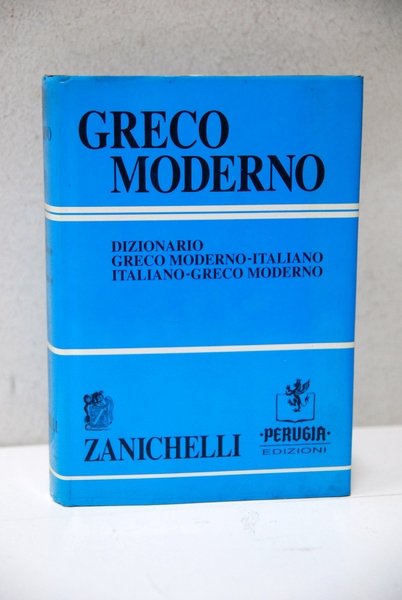 GRECO
MODERNO
DIZIONARIO
GRECO MODERNO-ITALIANO
ITALIANO-GRECO MODERNO
ZANICHELLI
·PERUGIA·
EDIZIONI